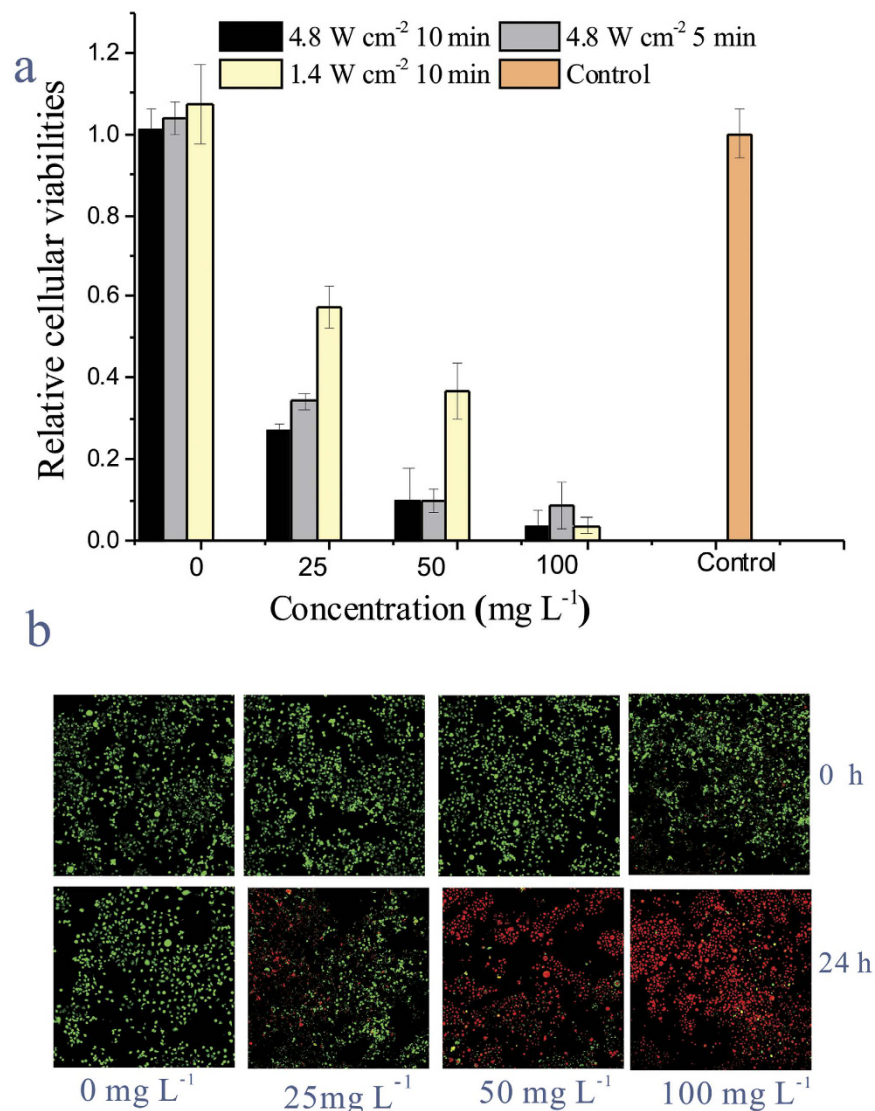 a
4.8 W cm⁻² 10 min
4.8 W cm⁻² 5 min
1.4 W cm⁻² 10 min
Control
Relative cellular viabilities
1.2
1.0
0.8
0.6
0.4
0.2
0.0
0 25 50 100 Control
Concentration (mg L⁻¹)
b
0 h
24 h
0 mg L⁻¹ 25mg L⁻¹ 50 mg L⁻¹ 100 mg L⁻¹